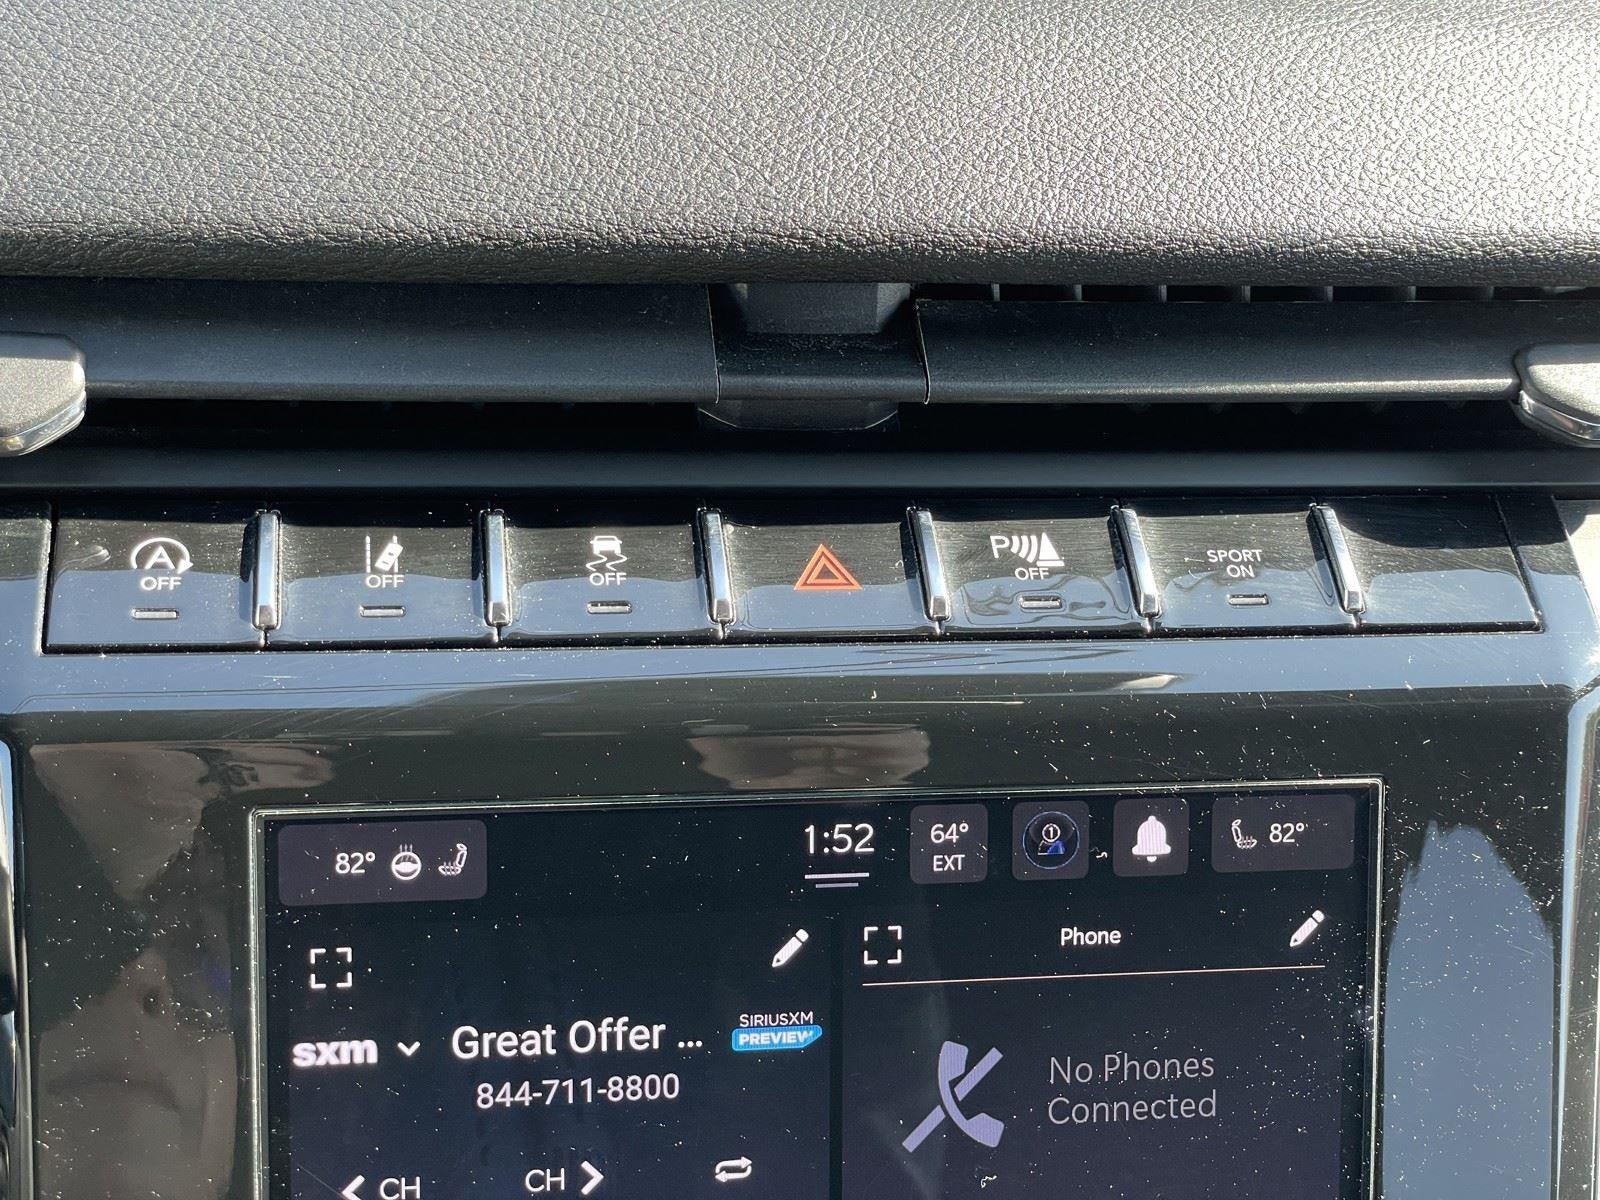 A
OFF
OFF
OFF
P
OFF
SPORT
ON
82°
1:52
64°
EXT
1
82°
Phone
sxm
Great Offer ...
SIRIUSXM
PREVIEW
844-711-8800
No Phones
Connected
CH
CH